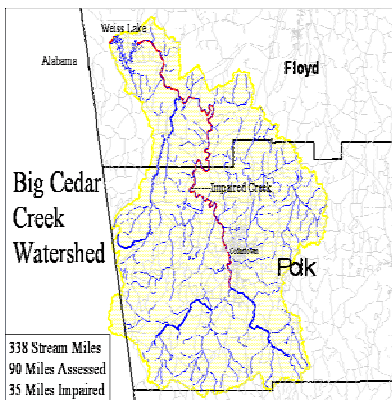 Weiss Lake
Alabama
Floyd
Big Cedar
Creek
Watershed
Impaired Creek
Cedartown
Polk
338 Stream Miles
90 Miles Assessed
35 Miles Impaired